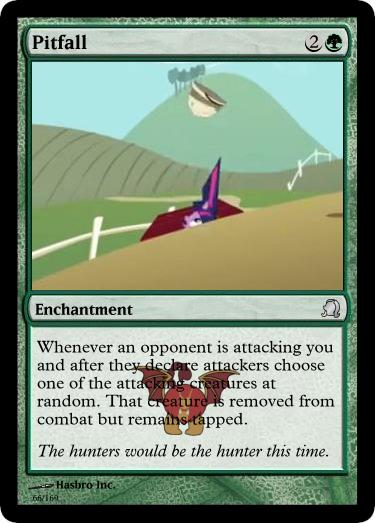 Pitfall 2
Enchantment
Whenever an opponent is attacking you
and after they declare attackers choose
one of the attacking creatures at
random. That creature is removed from
combat but remains tapped.
The hunters would be the hunter this time.
Hasbro Inc.
66/169